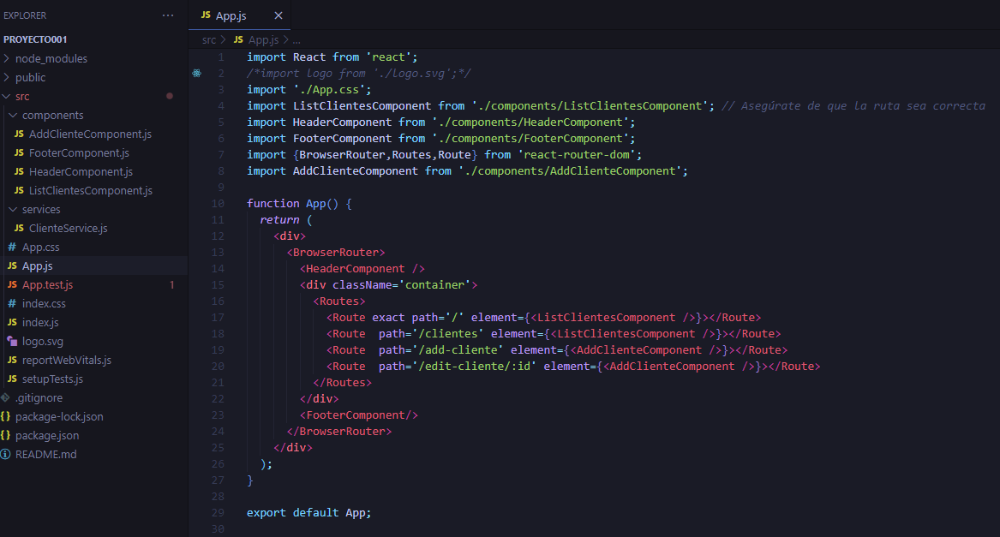 EXPLORER ···
PROYECTO001
node_modules
public
src
components
JS AddClienteComponent.js
JS FooterComponent.js
JS HeaderComponent.js
JS ListClientesComponent.js
services
JS ClienteService.js
# App.css
JS App.js
JS App.test.js 1
# index.css
JS index.js
logo.svg
JS reportWebVitals.js
JS setupTests.js
.gitignore
{} package-lock.json
{} package.json
README.md
JS App.js ×
src > JS App.js > ...
1 import React from 'react';
2 /*import logo from './logo.svg';*/
3 import './App.css';
4 import ListClientesComponent from './components/ListClientesComponent'; // Asegúrate de que la ruta sea correcta
5 import HeaderComponent from './components/HeaderComponent';
6 import FooterComponent from './components/FooterComponent';
7 import {BrowserRouter,Routes,Route} from 'react-router-dom';
8 import AddClienteComponent from './components/AddClienteComponent';
9
10 function App() {
11   return (
12     <div>
13       <BrowserRouter>
14         <HeaderComponent />
15         <div className='container'>
16           <Routes>
17             <Route exact path='/' element={<ListClientesComponent />}></Route>
18             <Route  path='/clientes' element={<ListClientesComponent />}></Route>
19             <Route  path='/add-cliente' element={<AddClienteComponent />}></Route>
20             <Route  path='/edit-cliente/:id' element={<AddClienteComponent />}></Route>
21           </Routes>
22         </div>
23         <FooterComponent/>
24       </BrowserRouter>
25     </div>
26   );
27 }
28
29 export default App;
30